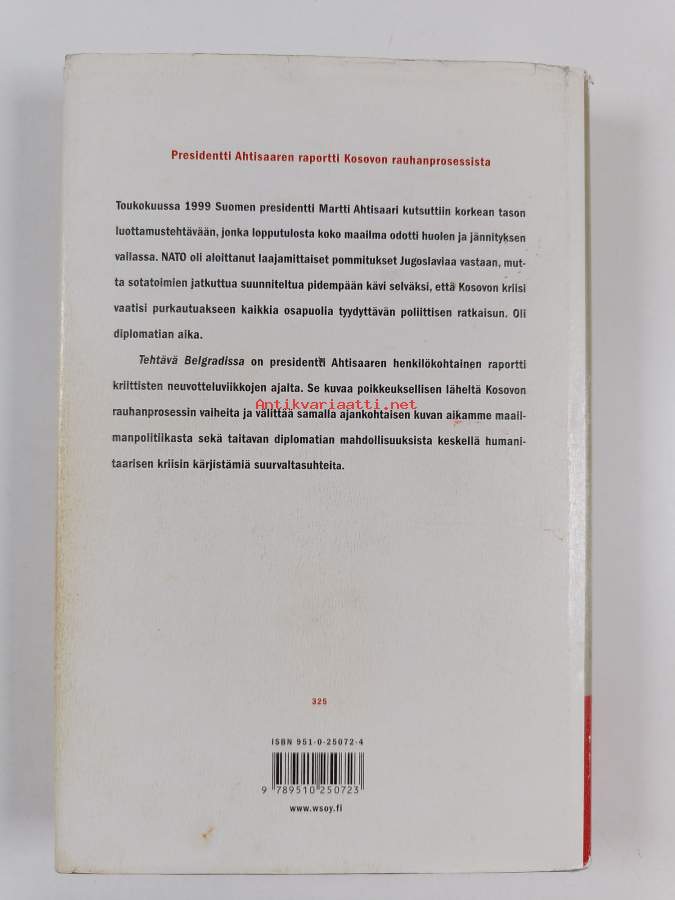 Presidentti Ahtisaaren raportti Kosovon rauhanprosessista
Toukokuussa 1999 Suomen presidentti Martti Ahtisaari kutsuttiin korkean tason
luottamustehtävään, jonka lopputulosta koko maailma odotti huolen ja jännityksen
vallassa. NATO oli aloittanut laajamittaiset pommitukset Jugoslaviaa vastaan, mut-
ta sotatoimien jatkuttua suunniteltua pidempään kävi selväksi, että Kosovon kriisi
vaatisi purkautuakseen kaikkia osapuolia tyydyttävän poliittisen ratkaisun. Oli
diplomatian aika.
Tehtävä Belgradissa on presidentti Ahtisaaren henkilökohtainen raportti
kriittisten neuvotteluviikkojen ajalta. Se kuvaa poikkeuksellisen läheltä Kosovon
Antikvariaatti.net
rauhanprosessin vaiheita ja välittää samalla ajankohtaisen kuvan aikamme maail-
manpolitiikasta sekä taitavan diplomatian mahdollisuuksista keskellä humani-
taarisen kriisin kärjistämiä suurvaltasuhteita.
325
ISBN 951-0-25072-4
9 789510 250723
www.wsoy.fi